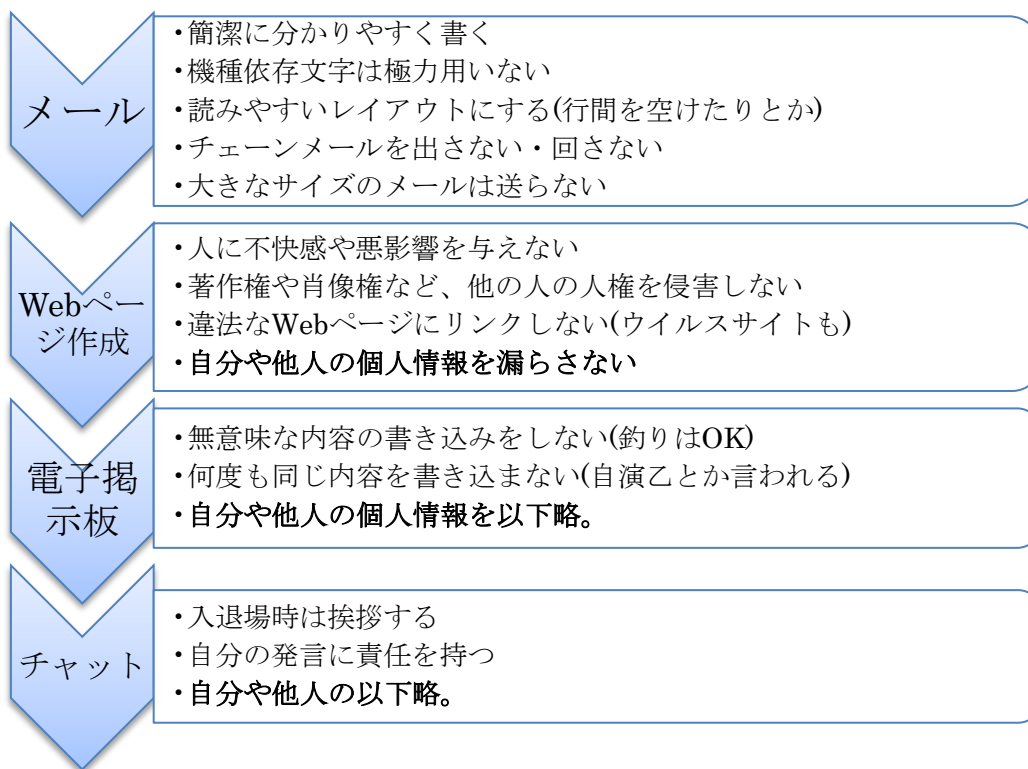 メール
・簡潔に分かりやすく書く
・機種依存文字は極力用いない
・読みやすいレイアウトにする(行間を空けたりとか)
・チェーンメールを出さない・回さない
・大きなサイズのメールは送らない
Webペー
ジ作成
・人に不快感や悪影響を与えない
・著作権や肖像権など、他の人の人権を侵害しない
・違法なWebページにリンクしない(ウイルスサイトも)
・自分や他人の個人情報を漏らさない
電子掲
示板
・無意味な内容の書き込みをしない(釣りはOK)
・何度も同じ内容を書き込まない(自演乙とか言われる)
・自分や他人の個人情報を以下略。
チャット
・入退場時は挨拶する
・自分の発言に責任を持つ
・自分や他人の以下略。